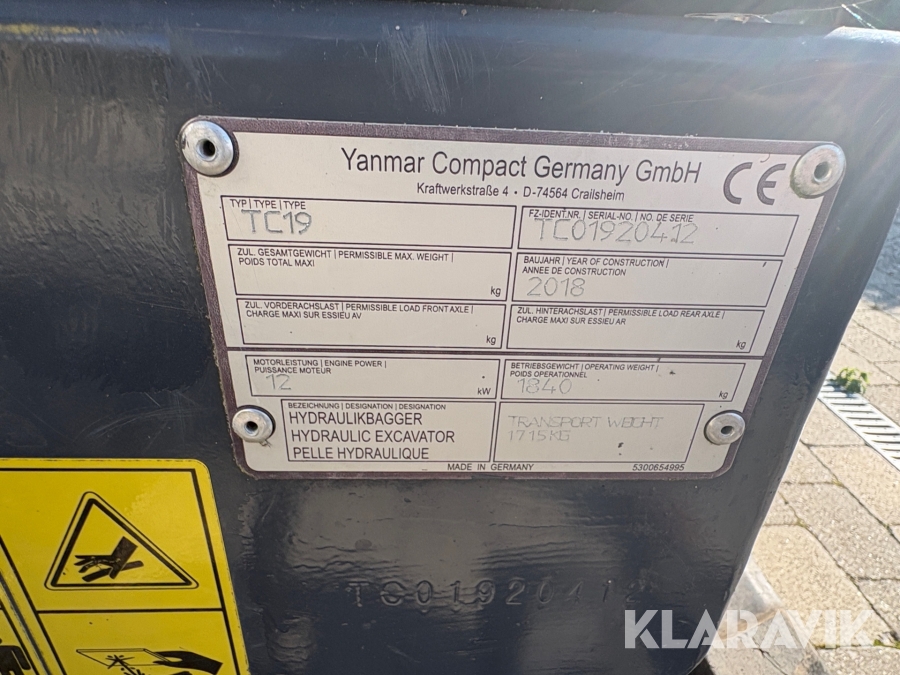 Yanmar Compact Germany GmbH
Kraftwerkstraße 4 • D-74564 Crailsheim
CE
TYP | TYPE | TYPE
TC19
FZ-IDENT.NR. | SERIAL-NO. | NO. DE SERIE
TC01920412
ZUL. GESAMTGEWICHT | PERMISSIBLE MAX. WEIGHT |
POIDS TOTAL MAXI
kg
BAUJAHR | YEAR OF CONSTRUCTION |
ANNEE DE CONSTRUCTION
2018
ZUL. VORDERACHSLAST | PERMISSIBLE LOAD FRONT AXLE |
CHARGE MAXI SUR ESSIEU AV
kg
ZUL. HINTERACHSLAST | PERMISSIBLE LOAD REAR AXLE |
CHARGE MAXI SUR ESSIEU AR
kg
MOTORLEISTUNG | ENGINE POWER |
PUISSANCE MOTEUR
12
kW
BETRIEBSGEWICHT | OPERATING WEIGHT |
POIDS OPERATIONNEL
1840
kg
BEZEICHNUNG | DESIGNATION | DESIGNATION
HYDRAULIKBAGGER
HYDRAULIC EXCAVATOR
PELLE HYDRAULIQUE
TRANSPORT WEIGHT
1715KG
MADE IN GERMANY
5300654995
TC01920412
KLARAVIK